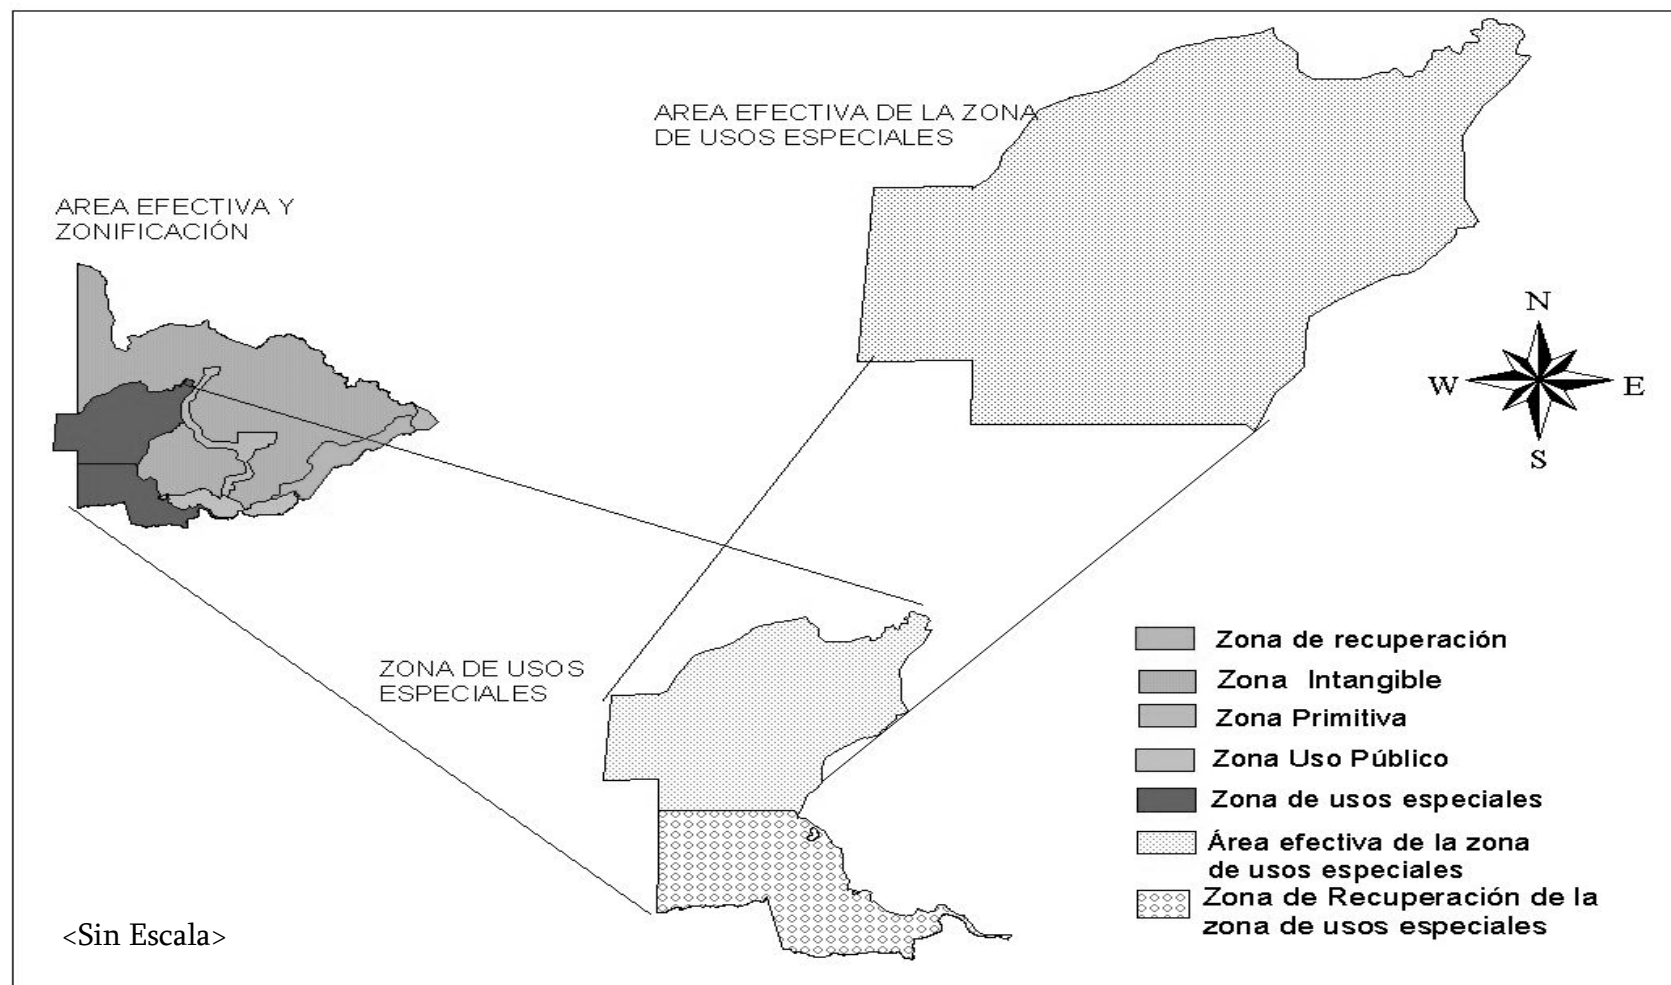 AREA EFECTIVA DE LA ZONA
DE USOS ESPECIALES
AREA EFECTIVA Y
ZONIFICACIÓN
N
W
E
S
ZONA DE USOS
ESPECIALES
Zona de recuperación
Zona Intangible
Zona Primitiva
Zona Uso Público
Zona de usos especiales
Área efectiva de la zona
de usos especiales
Zona de Recuperación de la
zona de usos especiales
<Sin Escala>